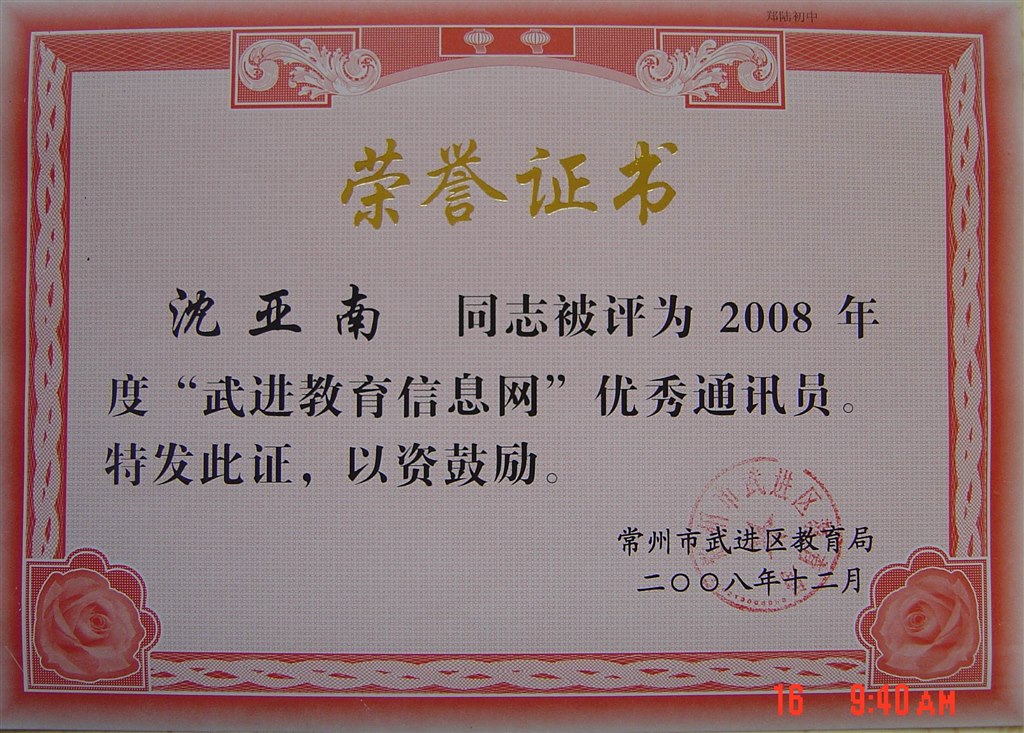 郑陆初中
荣誉证书
沈亚南 同志被评为 2008 年
度“武进教育信息网”优秀通讯员。
特发此证，以资鼓励。
常州市武进区教育局
二〇〇八年十二月
16 9:40 AM